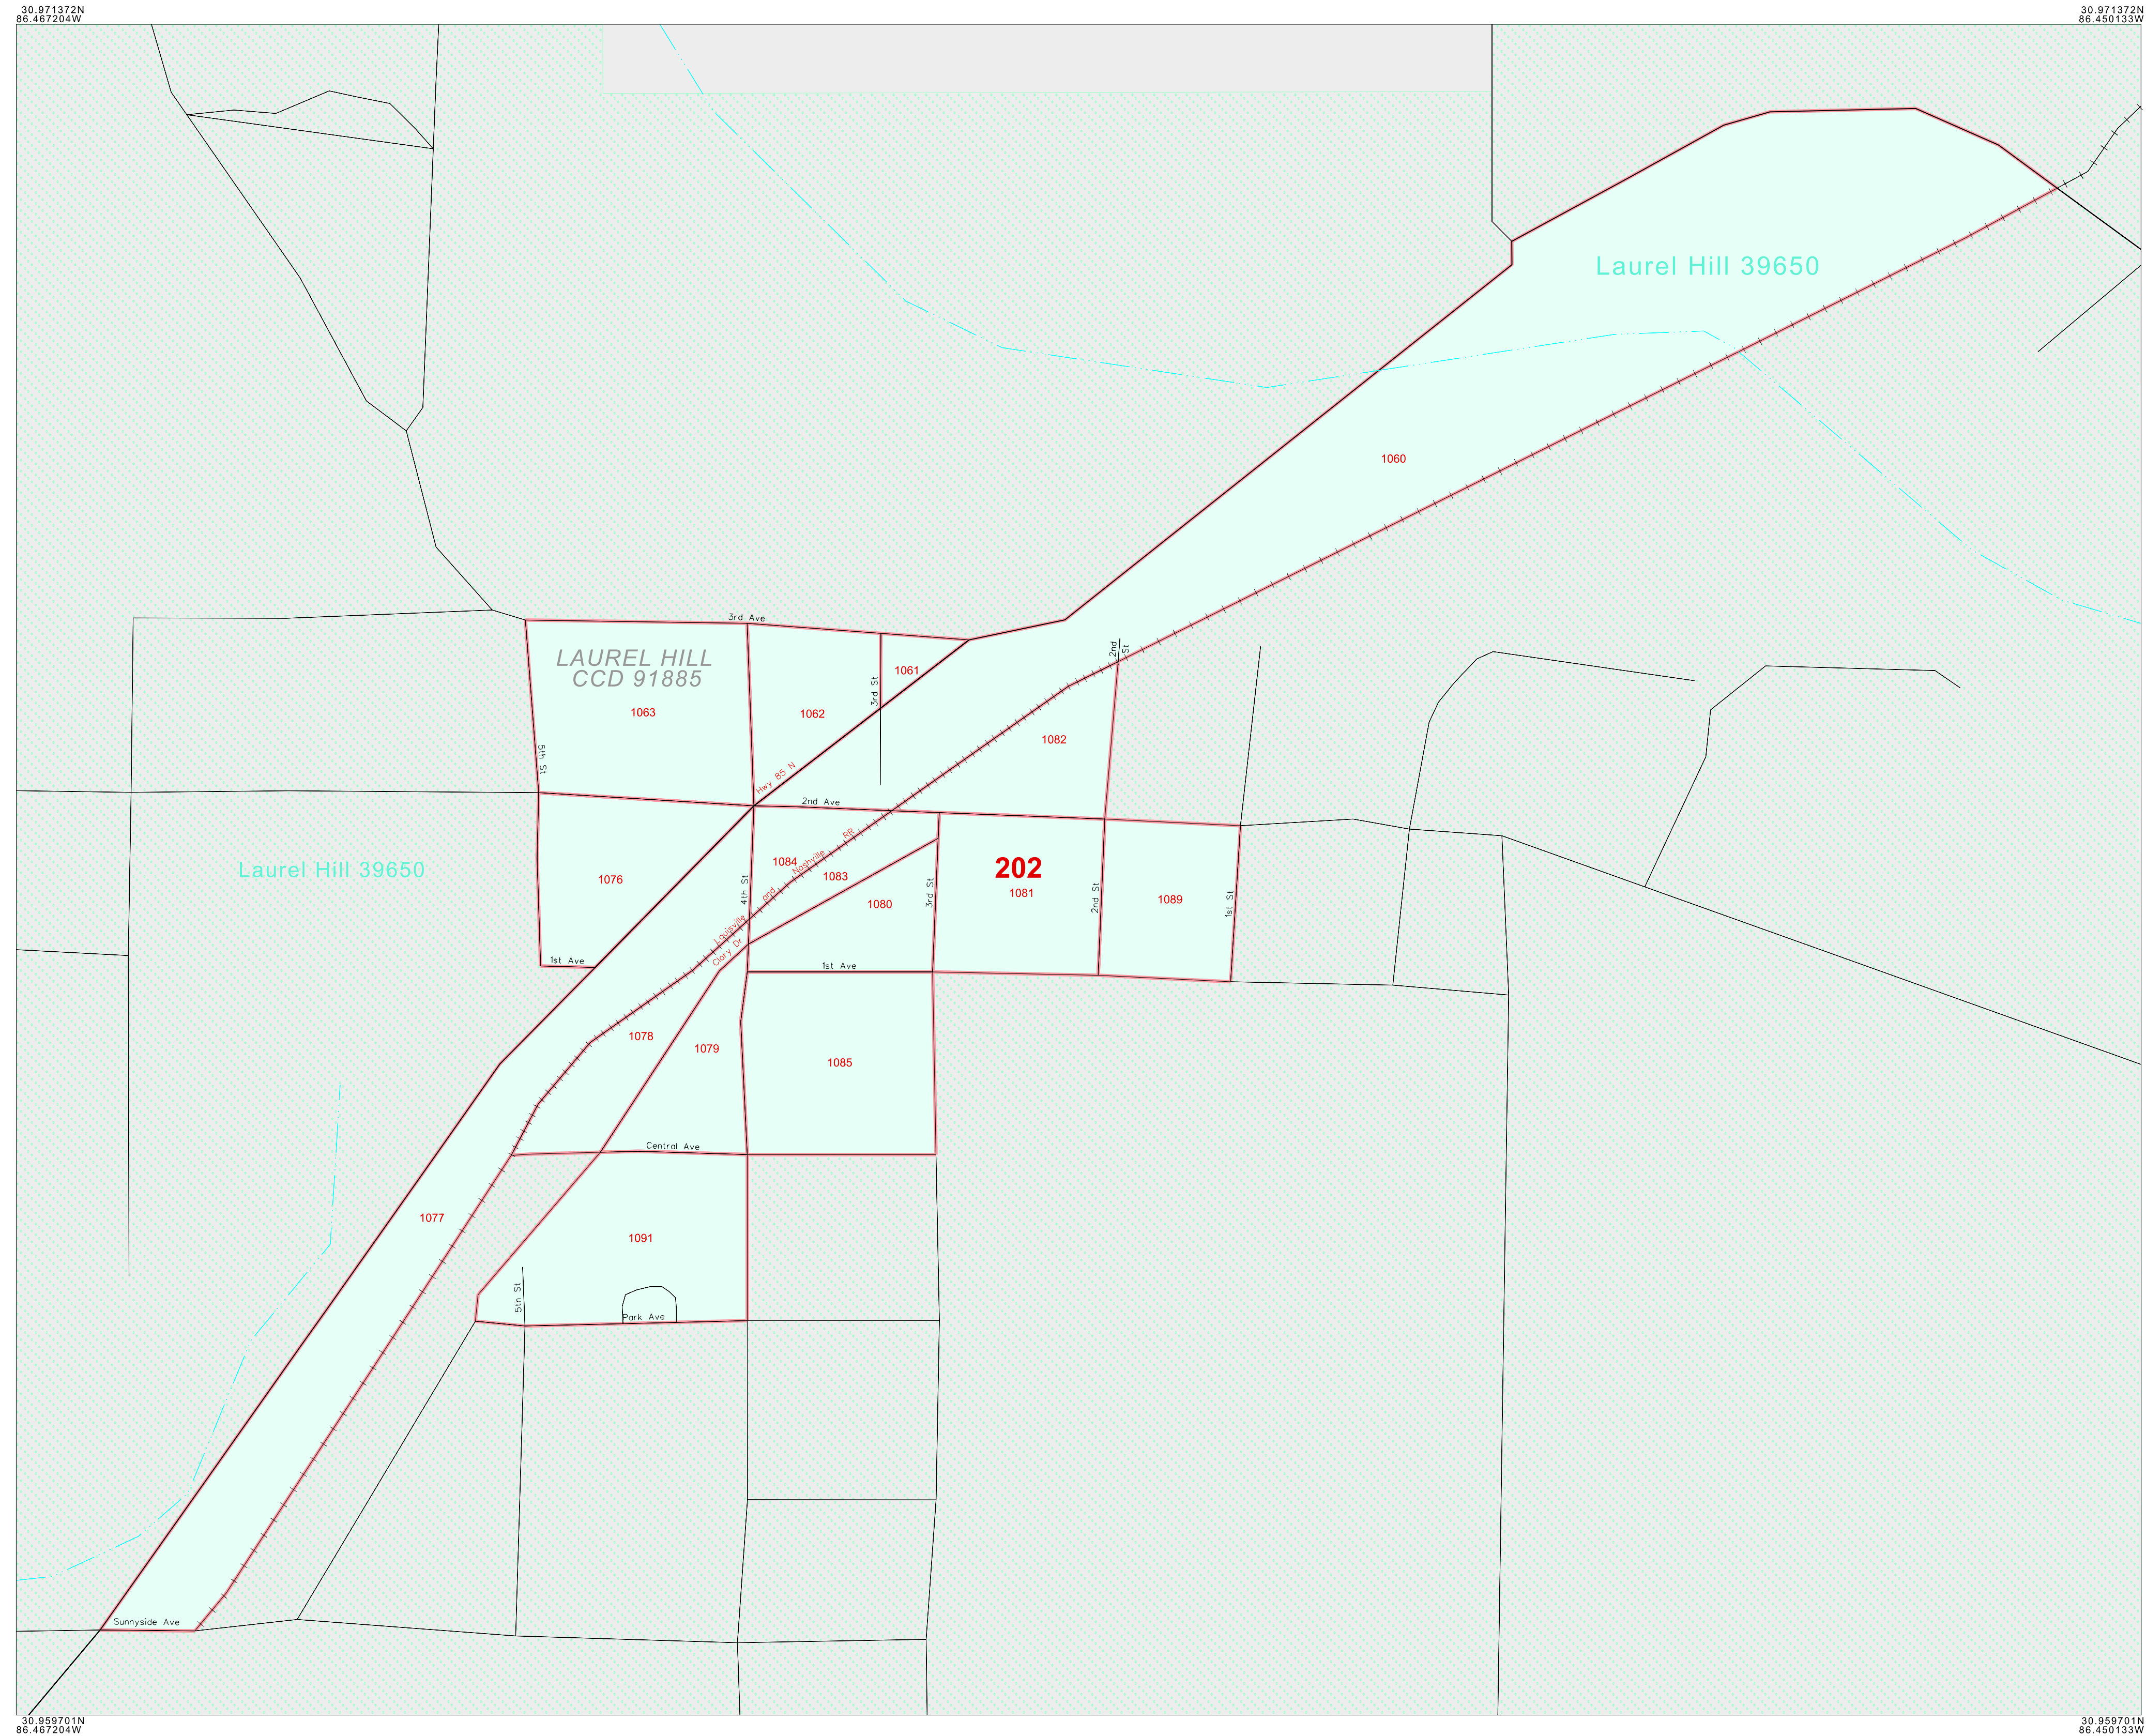 30.971372N
86.467204W
30.971372N
86.450133W
Laurel Hill 39650
1060
3rd Ave
LAUREL HILL
CCD 91885
1063
1062
1061
3rd St
2nd
St
5th St
Hwy 85 N
1082
2nd Ave
Laurel Hill 39650
1076
4th St
1084
Louisville and Nashville RR
1083
1080
3rd St
202
1081
2nd St
1089
1st St
1st Ave
Clary Dr
1st Ave
1078
1079
1085
Central Ave
1077
1091
5th St
Park Ave
Sunnyside Ave
30.959701N
86.467204W
30.959701N
86.450133W